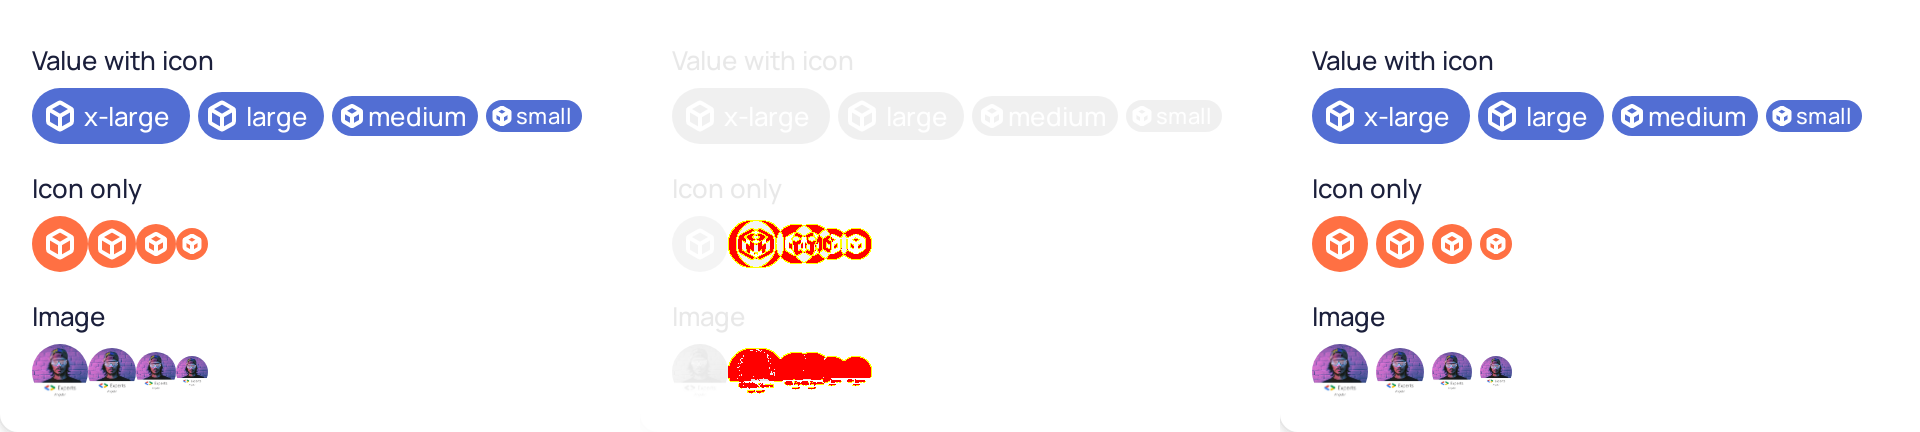 Value with icon Value with icon Value with icon
x-large large medium small x-large large medium small x-large large medium small
Icon only Icon only Icon only
Image Image Image